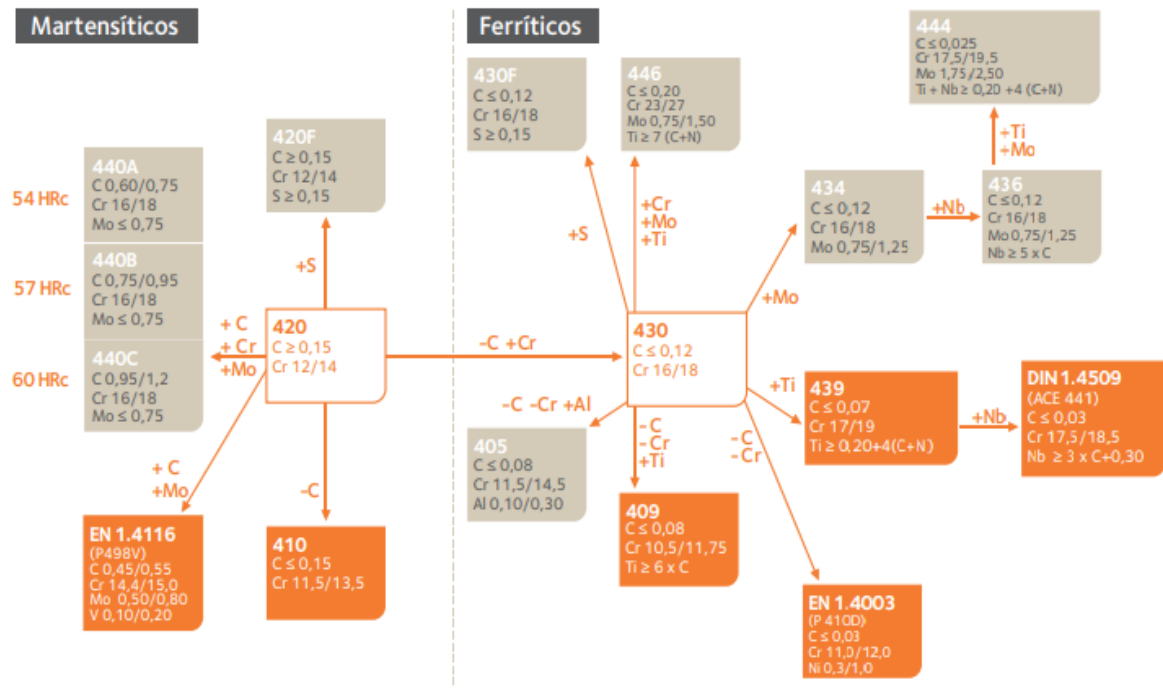 Martensíticos
54 HRc
57 HRc
60 HRc
440A
C 0,60/0,75
Cr 16/18
Mo ≤ 0,75
440B
C 0,75/0,95
Cr 16/18
Mo ≤ 0,75
440C
C 0,95/1,2
Cr 16/18
Mo ≤ 0,75
420F
C ≥ 0,15
Cr 12/14
S ≥ 0,15
+S
+ C
+ Cr
+Mo
420
C ≥ 0,15
Cr 12/14
+ C
+Mo
-C
EN 1.4116
(P498V)
C 0,45/0,55
Cr 14,4/15,0
Mo 0,50/0,80
V 0,10/0,20
410
C ≤ 0,15
Cr 11,5/13,5
-C +Cr
Ferríticos
430F
C ≤ 0,12
Cr 16/18
S ≥ 0,15
446
C ≤ 0,20
Cr 23/27
Mo 0,75/1,50
Ti ≥ 7 (C+N)
+S
+Cr
+Mo
+Ti
430
C ≤ 0,12
Cr 16/18
+Mo
434
C ≤ 0,12
Cr 16/18
Mo 0,75/1,25
+Nb
436
C ≤ 0,12
Cr 16/18
Mo 0,75/1,25
Nb ≥ 5 x C
+Ti
+Mo
444
C ≤ 0,025
Cr 17,5/19,5
Mo 1,75/2,50
Ti + Nb ≥ 0,20 +4 (C+N)
+Ti
439
C ≤ 0,07
Cr 17/19
Ti ≥ 0,20+4(C+N)
+Nb
DIN 1.4509
(ACE 441)
C ≤ 0,03
Cr 17,5/18,5
Nb ≥ 3 x C+0,30
-C -Cr +Al
405
C ≤ 0,08
Cr 11,5/14,5
Al 0,10/0,30
-C
-Cr
+Ti
409
C ≤ 0,08
Cr 10,5/11,75
Ti ≥ 6 x C
-C
-Cr
EN 1.4003
(P 410D)
C ≤ 0,03
Cr 11,0/12,0
Ni 0,3/1,0